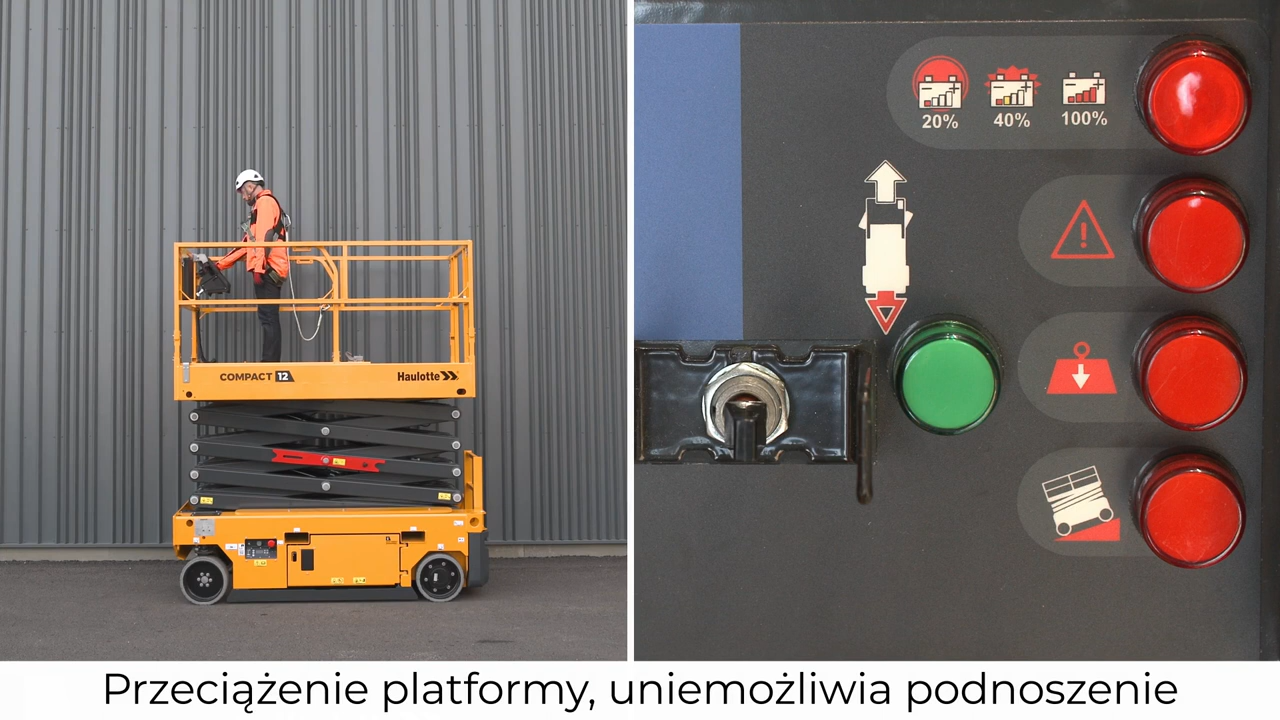 20% 40% 100%
COMPACT 12 Haulotte
Przeciążenie platformy, uniemożliwia podnoszenie